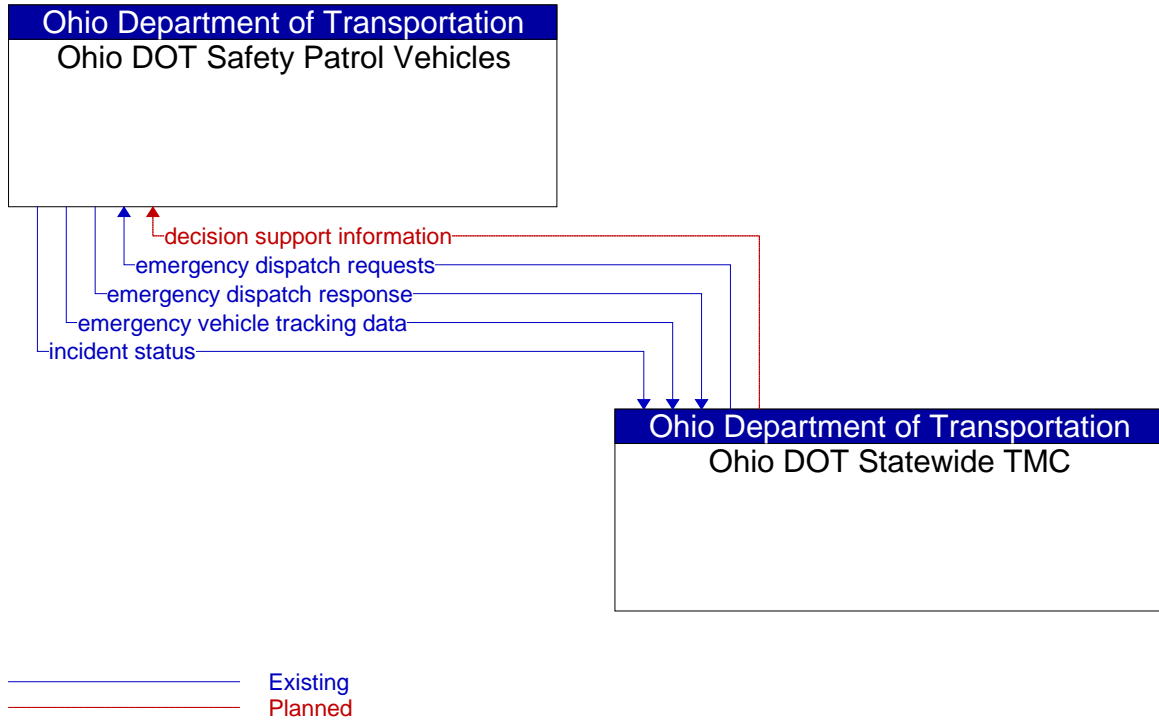 Ohio Department of Transportation
Ohio DOT Safety Patrol Vehicles
decision support information
emergency dispatch requests
emergency dispatch response
emergency vehicle tracking data
incident status
Ohio Department of Transportation
Ohio DOT Statewide TMC
Existing
Planned